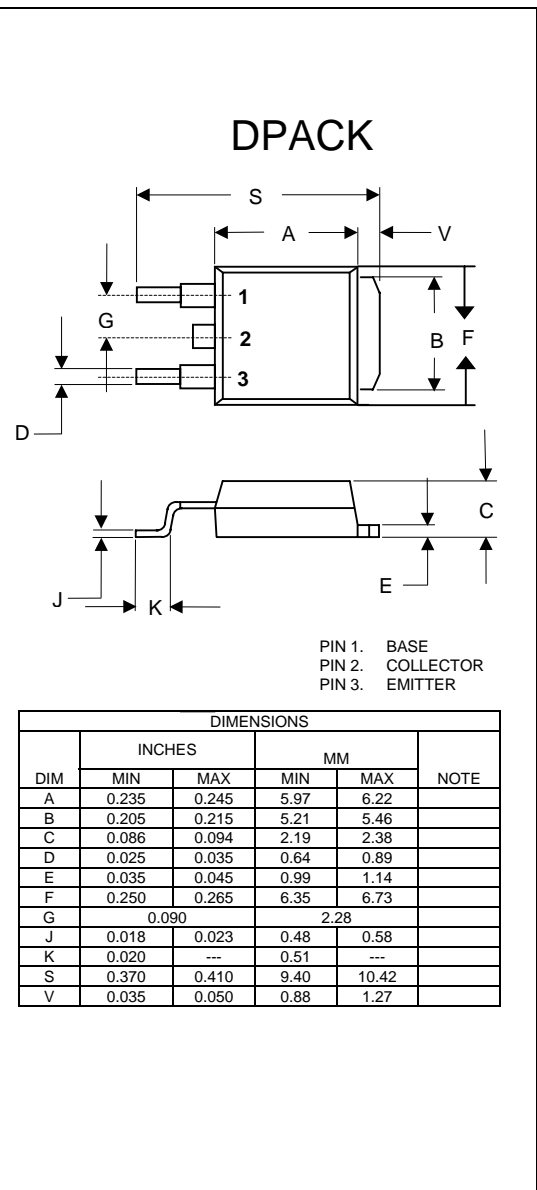 DPACK
S
A
V
1
G
2
B
F
3
D
C
J
K
E
PIN 1. BASE
PIN 2. COLLECTOR
PIN 3. EMITTER
DIMENSIONS
INCHES MM
DIM MIN MAX MIN MAX NOTE
A 0.235 0.245 5.97 6.22
B 0.205 0.215 5.21 5.46
C 0.086 0.094 2.19 2.38
D 0.025 0.035 0.64 0.89
E 0.035 0.045 0.99 1.14
F 0.250 0.265 6.35 6.73
G 0.090 2.28
J 0.018 0.023 0.48 0.58
K 0.020 --- 0.51 ---
S 0.370 0.410 9.40 10.42
V 0.035 0.050 0.88 1.27